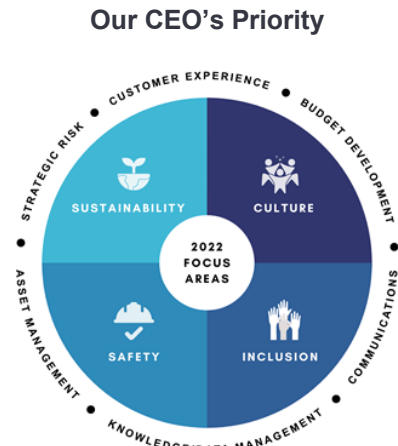 Our CEO's Priority
CUSTOMER EXPERIENCE
BUDGET DEVELOPMENT
COMMUNICATIONS
MANAGEMENT
ASSET MANAGEMENT
STRATEGIC RISK
SUSTAINABILITY
CULTURE
2022
FOCUS
AREAS
SAFETY
INCLUSION